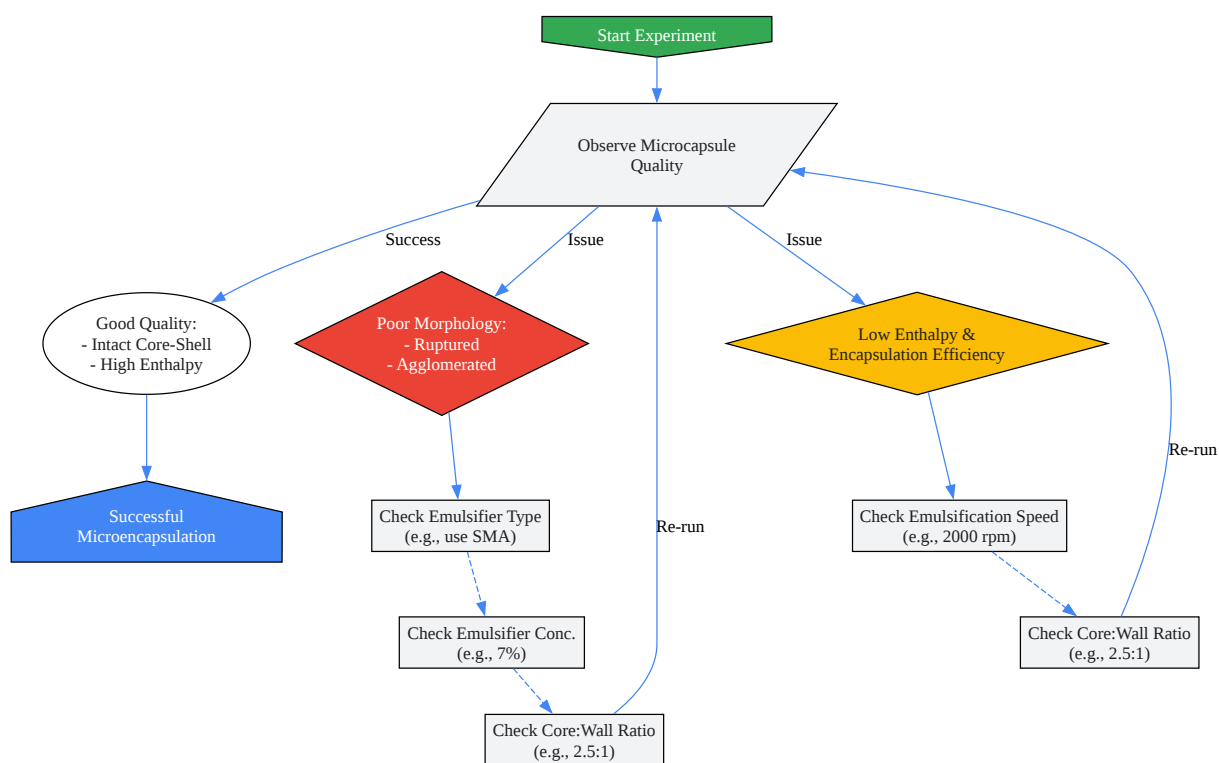 Start Experiment
Observe Microcapsule
Quality
Success
Issue
Issue
Good Quality:
- Intact Core-Shell
- High Enthalpy
Poor Morphology:
- Ruptured
- Agglomerated
Low Enthalpy &
Encapsulation Efficiency
Re-run
Successful
Microencapsulation
Check Emulsifier Type
(e.g., use SMA)
Re-run
Check Emulsification Speed
(e.g., 2000 rpm)
Check Emulsifier Conc.
(e.g., 7%)
Check Core:Wall Ratio
(e.g., 2.5:1)
Check Core:Wall Ratio
(e.g., 2.5:1)